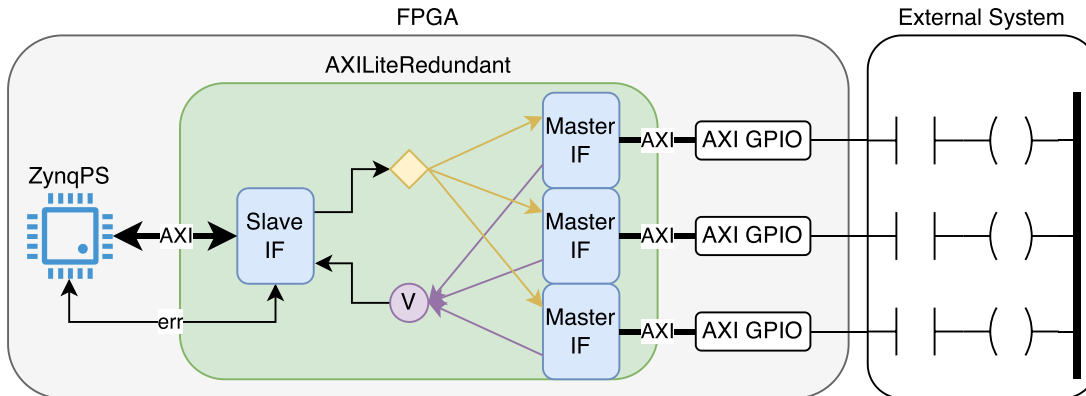 FPGA
External System
AXILiteRedundant
ZynqPS
AXI
Slave
IF
err
V
Master
IF
AXI
AXI GPIO
Master
IF
AXI
AXI GPIO
Master
IF
AXI
AXI GPIO